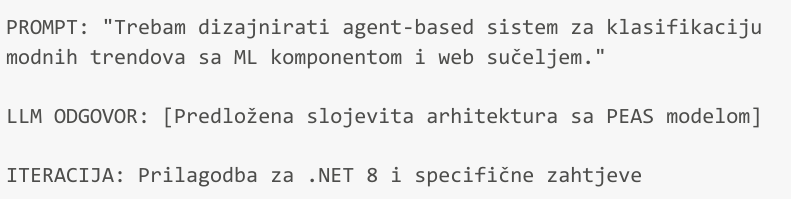 PROMPT: "Trebam dizajnirati agent-based sistem za klasifikaciju
modnih trendova sa ML komponentom i web sučeljem."
LLM ODGOVOR: [Predložena slojevita arhitektura sa PEAS modelom]
ITERACIJA: Prilagodba za .NET 8 i specifične zahtjeve